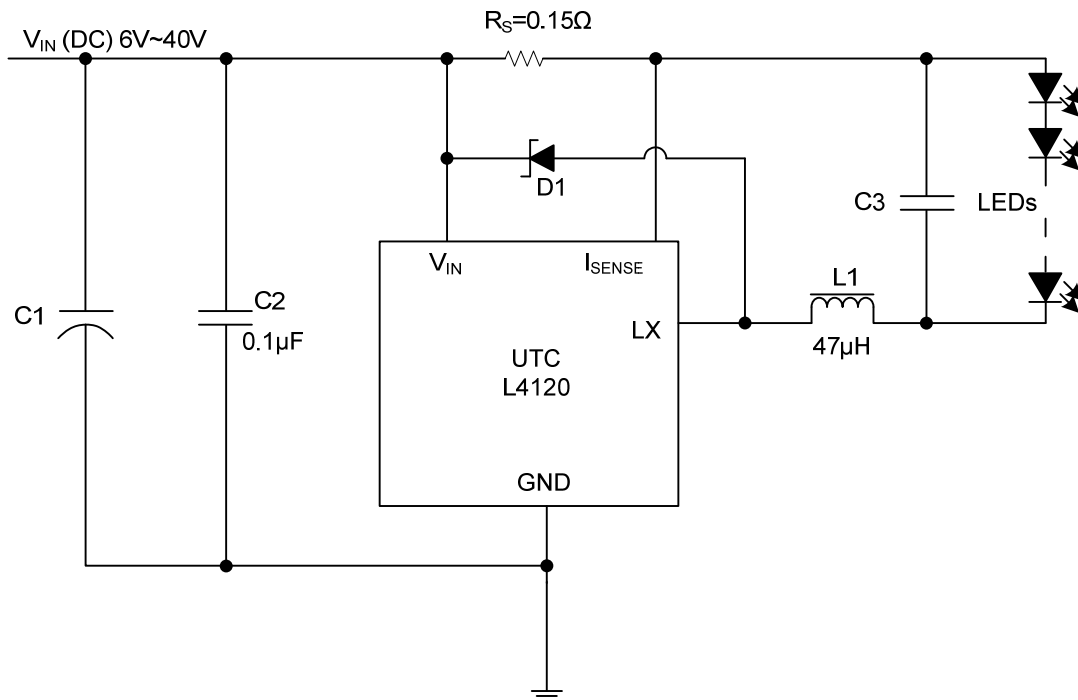 R_S=0.15Ω
V_IN (DC) 6V~40V
D1
C3
LEDs
V_IN
I_SENSE
L1
C2
C1
0.1µF
LX
47µH
UTC
L4120
GND